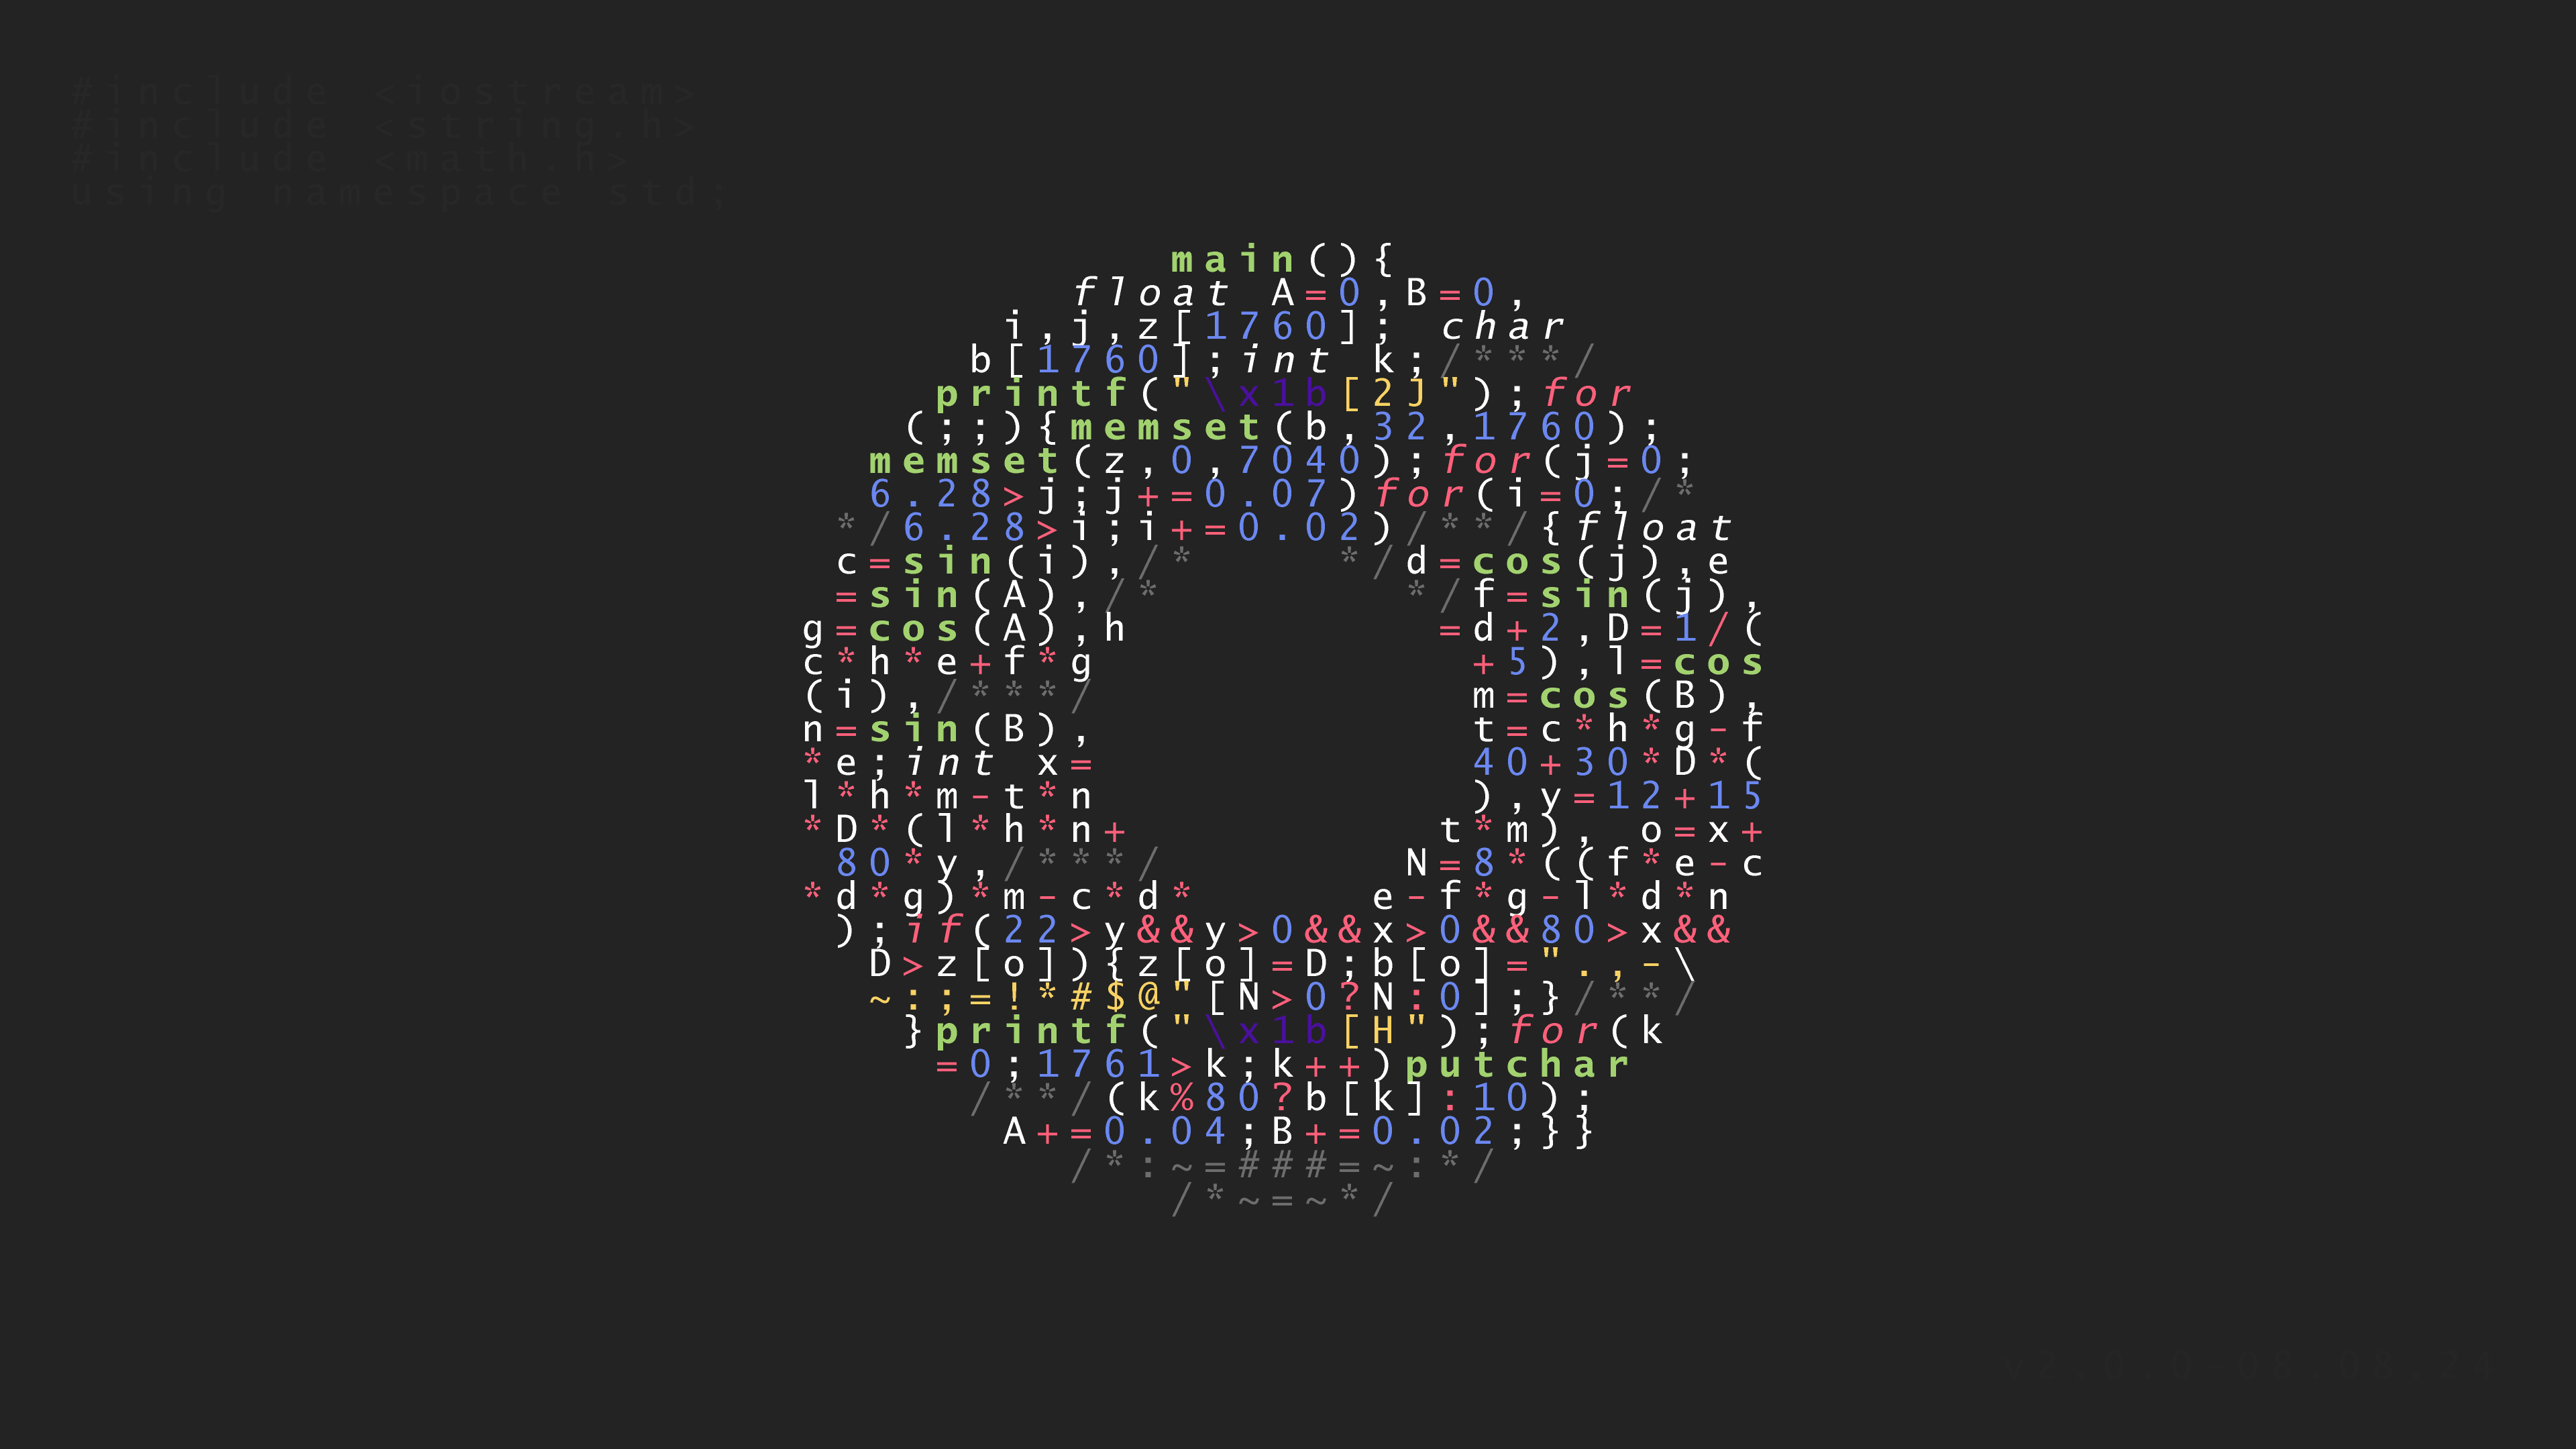 #include <iostream>
#include <string.h>
#include <math.h>
using namespace std;
main(){
float A=0,B=0,
i,j,z[1760]; char
b[1760];int k;/***/
printf("\x1b[2J");for
(;;){memset(b,32,1760);
memset(z,0,7040);for(j=0;
6.28>j;j+=0.07)for(i=0;/*
*/6.28>i;i+=0.02)/**/{float
c=sin(i),/*    */d=cos(j),e
=sin(A),/*       */f=sin(j),
g=cos(A),h         =d+2,D=1/(
c*h*e+f*g           +5),l=cos
(i),/***/           m=cos(B),
n=sin(B),           t=c*h*g-f
*e;int x=           40+30*D*(
l*h*m-t*n           ),y=12+15
*D*(l*h*n+         t*m), o=x+
80*y,/***/       N=8*((f*e-c
*d*g)*m-c*d*     e-f*g-l*d*n
);if(22>y&&y>0&&x>0&&80>x&&
D>z[o]){z[o]=D;b[o]=".,-\
~:;=!*#$@"[N>0?N:0];}/**/
}printf("\x1b[H");for(k
=0;1761>k;k++)putchar
/**/(k%80?b[k]:10);
A+=0.04;B+=0.02;}}
/*:~=###=~:*/
/*~=~*/